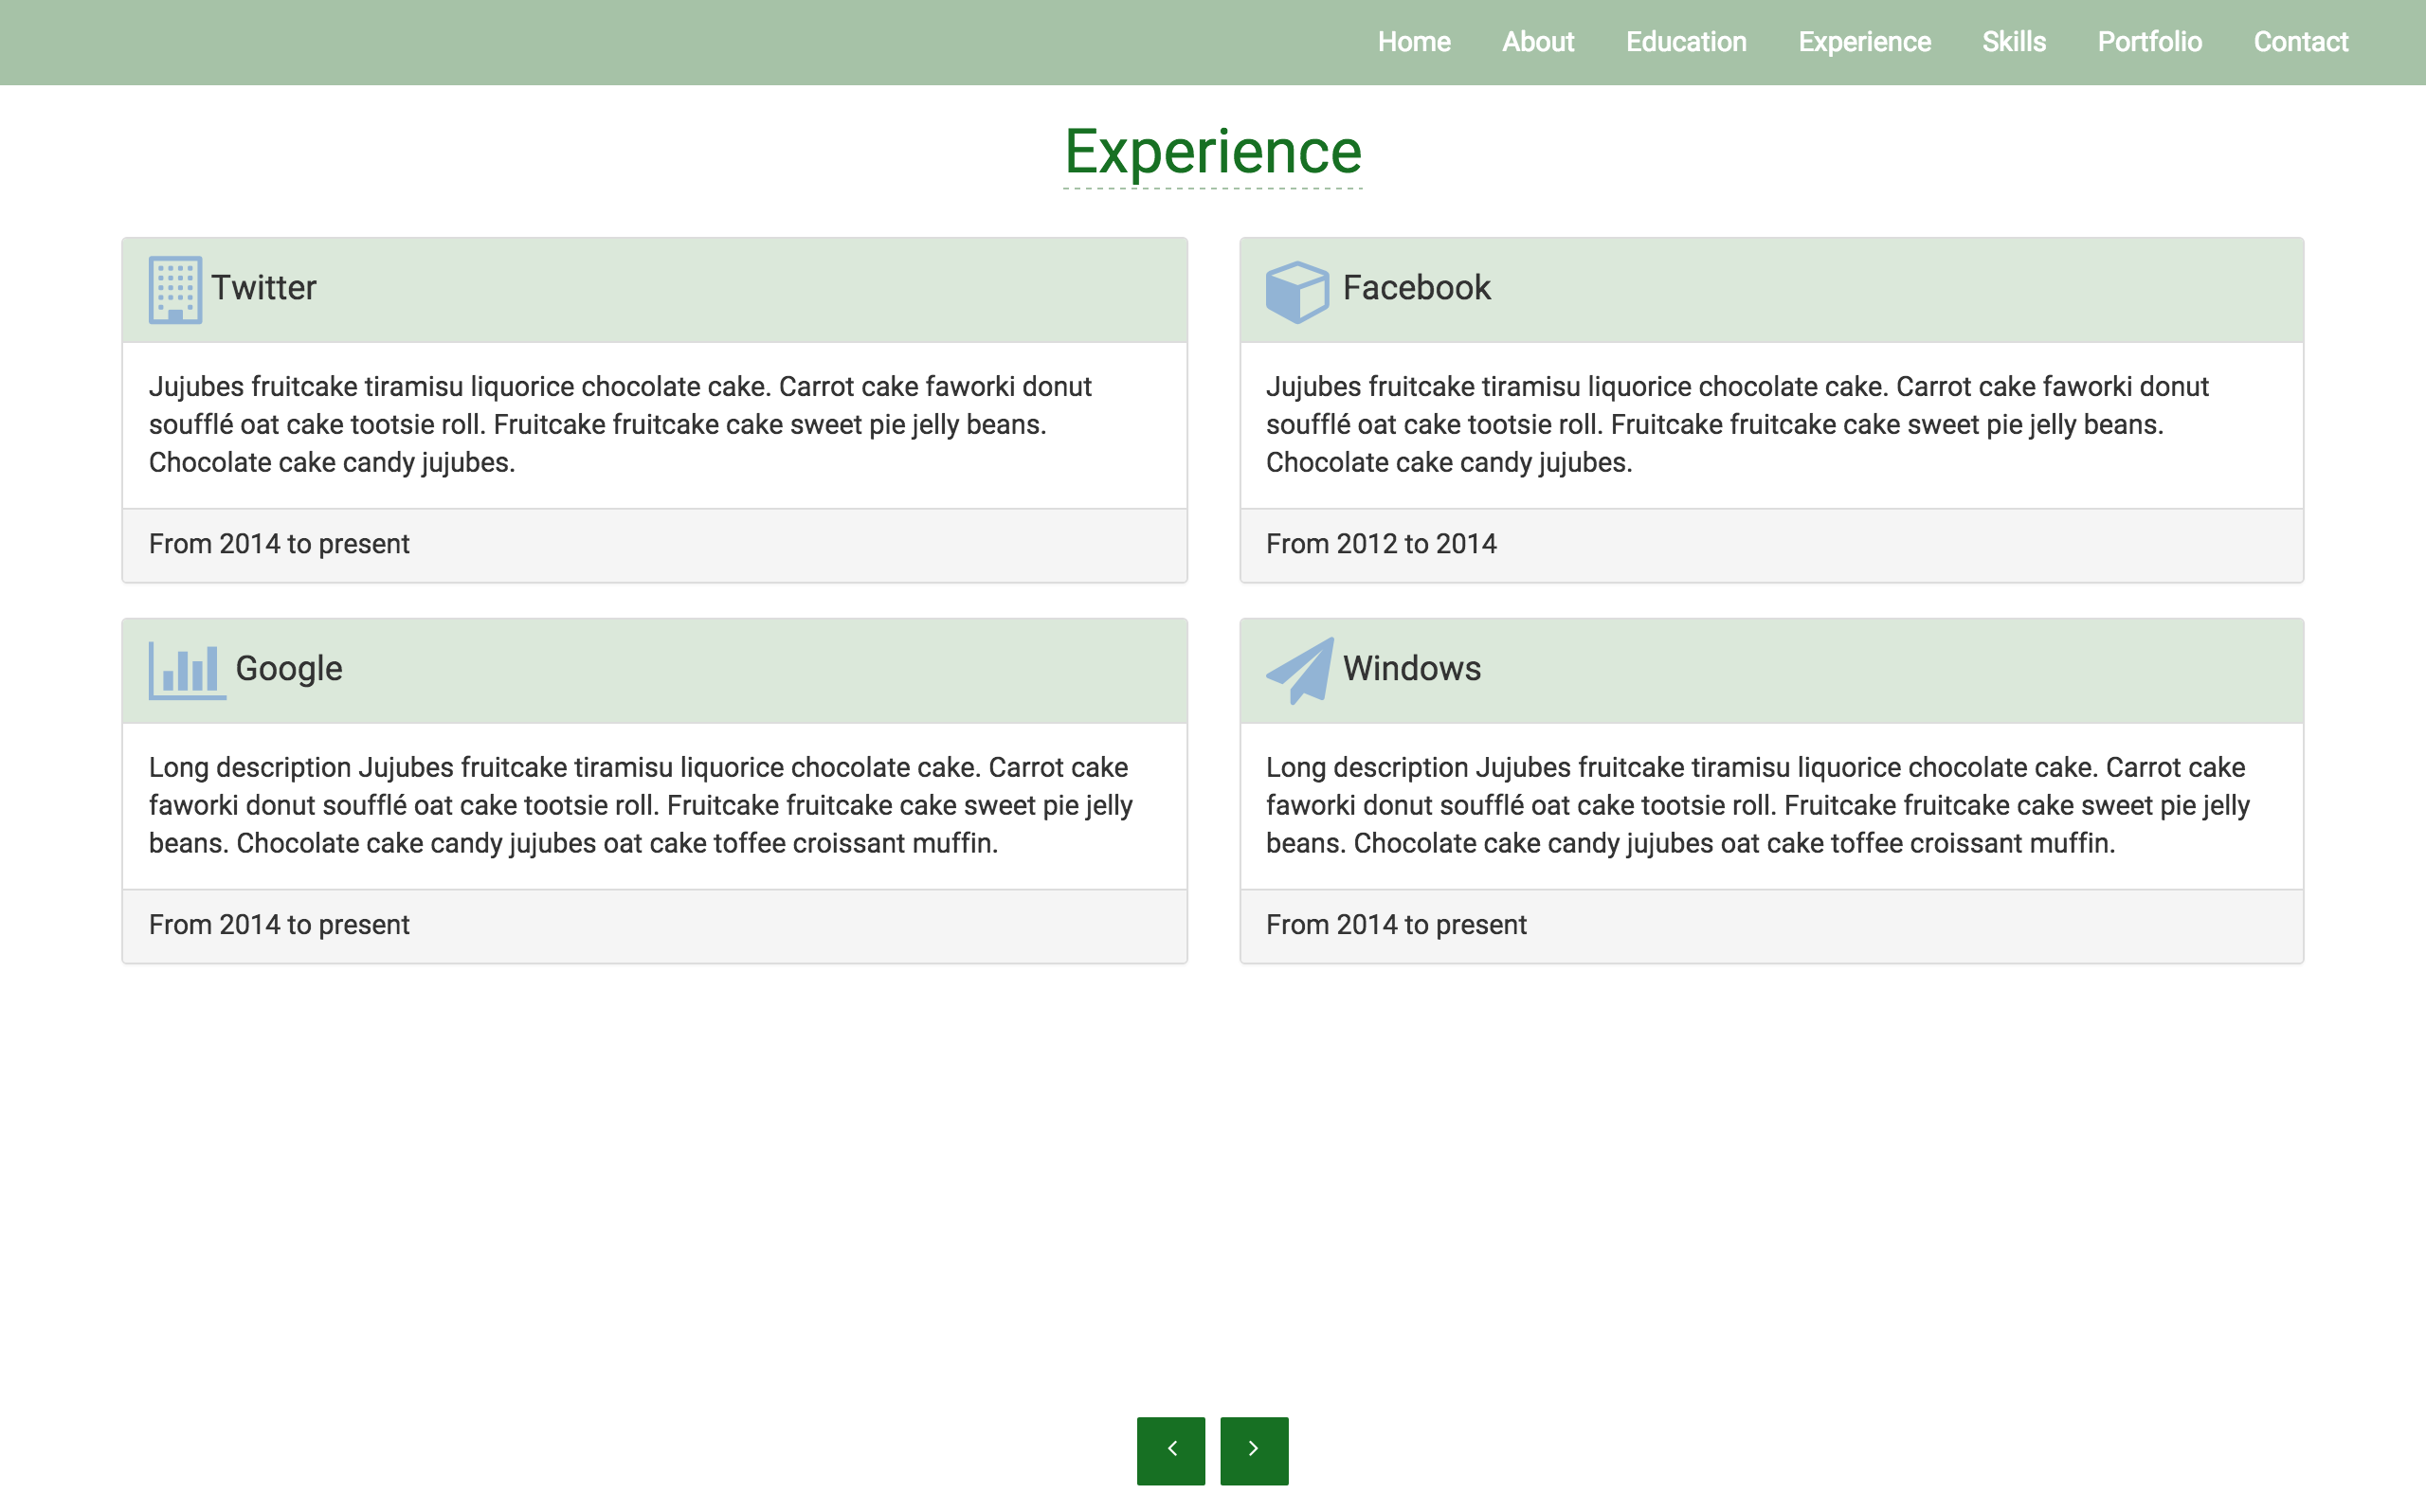 Home About Education Experience Skills Portfolio Contact
Experience
Twitter
Jujubes fruitcake tiramisu liquorice chocolate cake. Carrot cake faworki donut
soufflé oat cake tootsie roll. Fruitcake fruitcake cake sweet pie jelly beans.
Chocolate cake candy jujubes.
From 2014 to present
Facebook
Jujubes fruitcake tiramisu liquorice chocolate cake. Carrot cake faworki donut
soufflé oat cake tootsie roll. Fruitcake fruitcake cake sweet pie jelly beans.
Chocolate cake candy jujubes.
From 2012 to 2014
Google
Long description Jujubes fruitcake tiramisu liquorice chocolate cake. Carrot cake
faworki donut soufflé oat cake tootsie roll. Fruitcake fruitcake cake sweet pie jelly
beans. Chocolate cake candy jujubes oat cake toffee croissant muffin.
From 2014 to present
Windows
Long description Jujubes fruitcake tiramisu liquorice chocolate cake. Carrot cake
faworki donut soufflé oat cake tootsie roll. Fruitcake fruitcake cake sweet pie jelly
beans. Chocolate cake candy jujubes oat cake toffee croissant muffin.
From 2014 to present